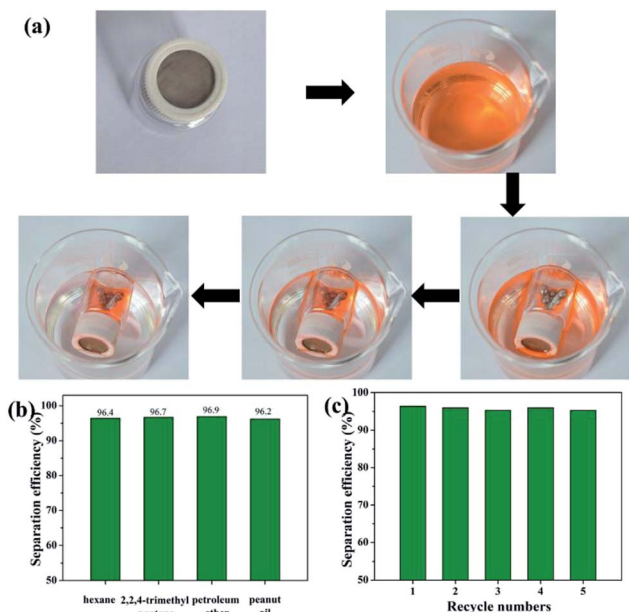 (a)
(b)
Separation efficiency (%)
100
90
80
70
60
50
96.4 96.7 96.9 96.2
hexane 2,2,4-trimethyl petroleum peanut
(c)
Separation efficiency (%)
100
90
80
70
60
50
1 2 3 4 5
Recycle numbers